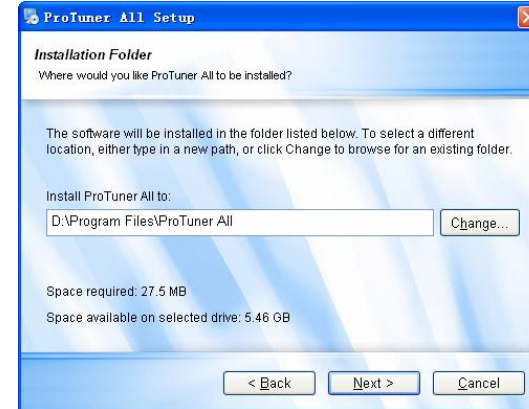 ProTuner All Setup
Installation Folder
Where would you like ProTuner All to be installed?
The software will be installed in the folder listed below. To select a different
location, either type in a new path, or click Change to browse for an existing folder.
Install ProTuner All to:
D:\Program Files\ProTuner All
Change...
Space required: 27.5 MB
Space available on selected drive: 5.46 GB
< Back
Next >
Cancel